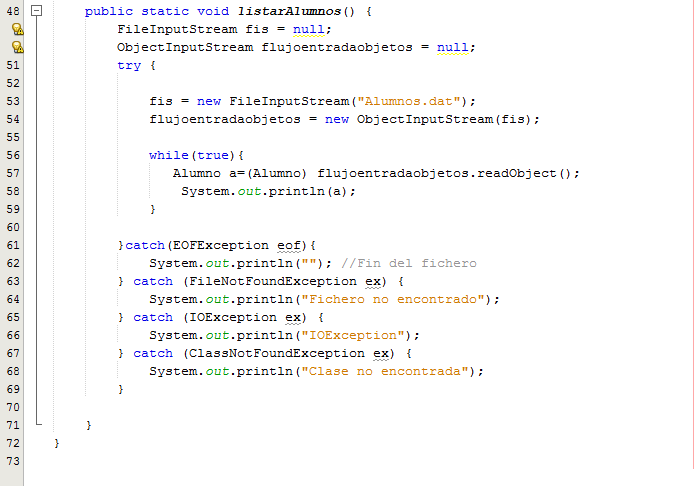 48 public static void listarAlumnos() {
FileInputStream fis = null;
ObjectInputStream flujoentradaobjetos = null;
51 try {
52
53 fis = new FileInputStream("Alumnos.dat");
54 flujoentradaobjetos = new ObjectInputStream(fis);
55
56 while(true){
57 Alumno a=(Alumno) flujoentradaobjetos.readObject();
58 System.out.println(a);
59 }
60
61 }catch(EOFException eof){
62 System.out.println(""); //Fin del fichero
63 } catch (FileNotFoundException ex) {
64 System.out.println("Fichero no encontrado");
65 } catch (IOException ex) {
66 System.out.println("IOException");
67 } catch (ClassNotFoundException ex) {
68 System.out.println("Clase no encontrada");
69 }
70
71 }
72 }
73